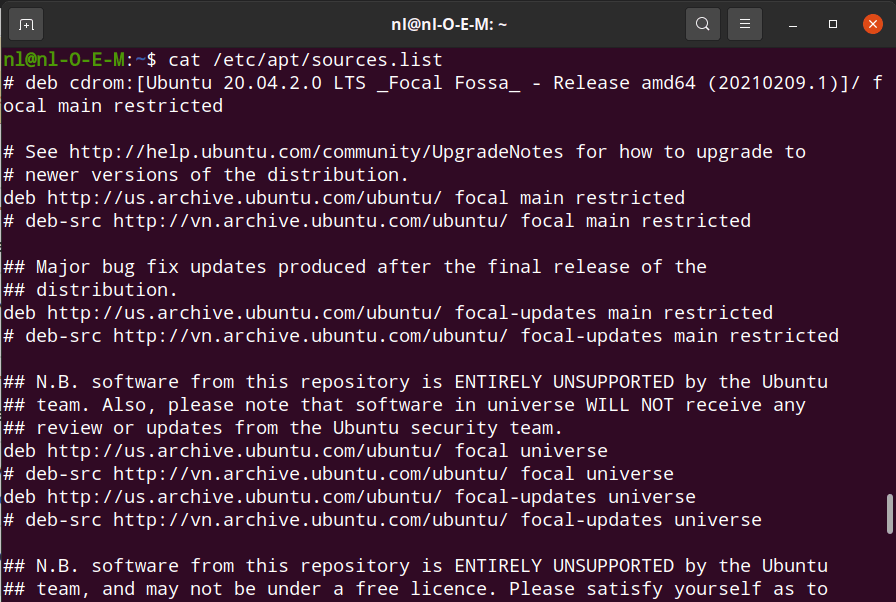 nl@nl-O-E-M: ~
nl@nl-O-E-M:~$ cat /etc/apt/sources.list
# deb cdrom:[Ubuntu 20.04.2.0 LTS _Focal Fossa_ - Release amd64 (20210209.1)]/ f
ocal main restricted
# See http://help.ubuntu.com/community/UpgradeNotes for how to upgrade to
# newer versions of the distribution.
deb http://us.archive.ubuntu.com/ubuntu/ focal main restricted
# deb-src http://vn.archive.ubuntu.com/ubuntu/ focal main restricted
## Major bug fix updates produced after the final release of the
## distribution.
deb http://us.archive.ubuntu.com/ubuntu/ focal-updates main restricted
# deb-src http://vn.archive.ubuntu.com/ubuntu/ focal-updates main restricted
## N.B. software from this repository is ENTIRELY UNSUPPORTED by the Ubuntu
## team. Also, please note that software in universe WILL NOT receive any
## review or updates from the Ubuntu security team.
deb http://us.archive.ubuntu.com/ubuntu/ focal universe
# deb-src http://vn.archive.ubuntu.com/ubuntu/ focal universe
deb http://us.archive.ubuntu.com/ubuntu/ focal-updates universe
# deb-src http://vn.archive.ubuntu.com/ubuntu/ focal-updates universe
## N.B. software from this repository is ENTIRELY UNSUPPORTED by the Ubuntu
## team, and may not be under a free licence. Please satisfy yourself as to